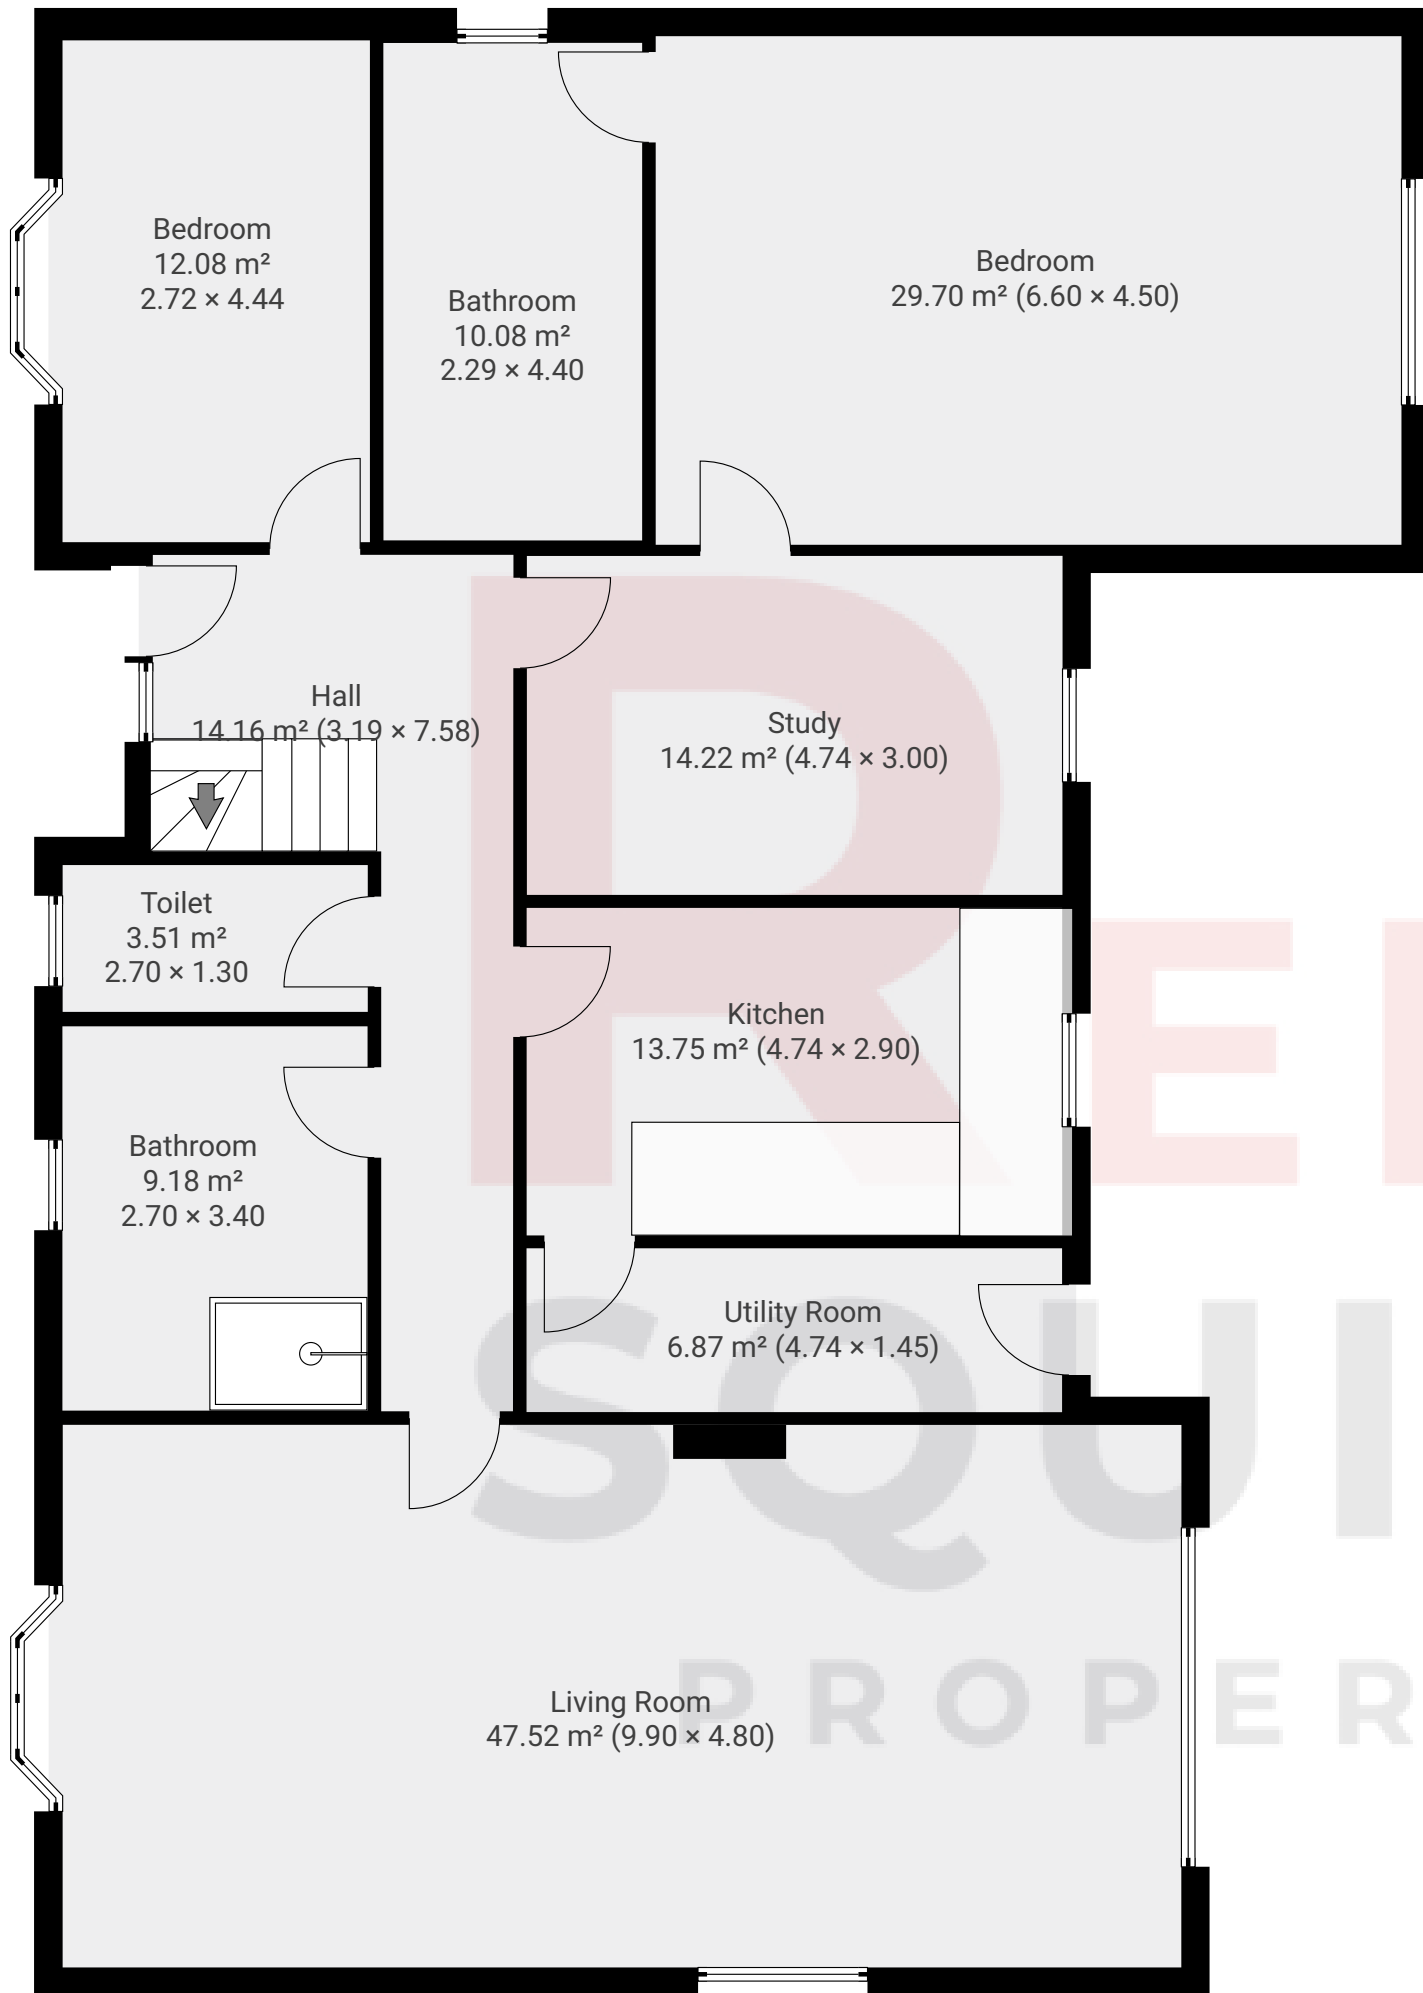 Bedroom
12.08 m²
2.72 × 4.44
Bathroom
10.08 m²
2.29 × 4.40
Bedroom
29.70 m² (6.60 × 4.50)
Hall
14.16 m² (3.19 × 7.58)
Study
14.22 m² (4.74 × 3.00)
Toilet
3.51 m²
2.70 × 1.30
Kitchen
13.75 m² (4.74 × 2.90)
Bathroom
9.18 m²
2.70 × 3.40
Utility Room
6.87 m² (4.74 × 1.45)
Living Room
47.52 m² (9.90 × 4.80)
RE
SQUI
PROPER